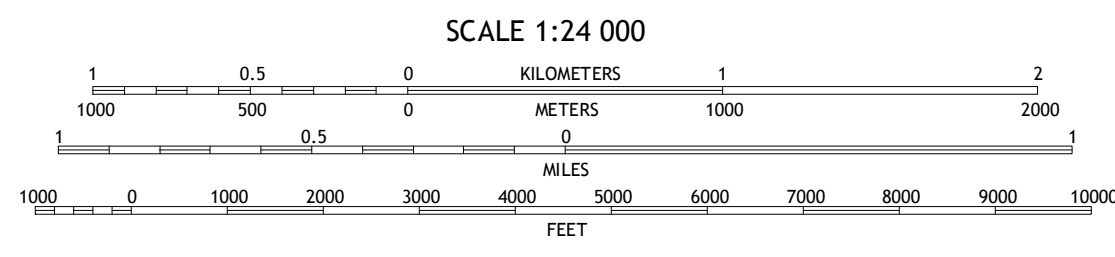 SCALE 1:24 000
1 0.5 0 KILOMETERS 1 2
1000 500 0 METERS 1000 2000
1 0.5 0 1
MILES
1000 0 1000 2000 3000 4000 5000 6000 7000 8000 9000 10000
FEET